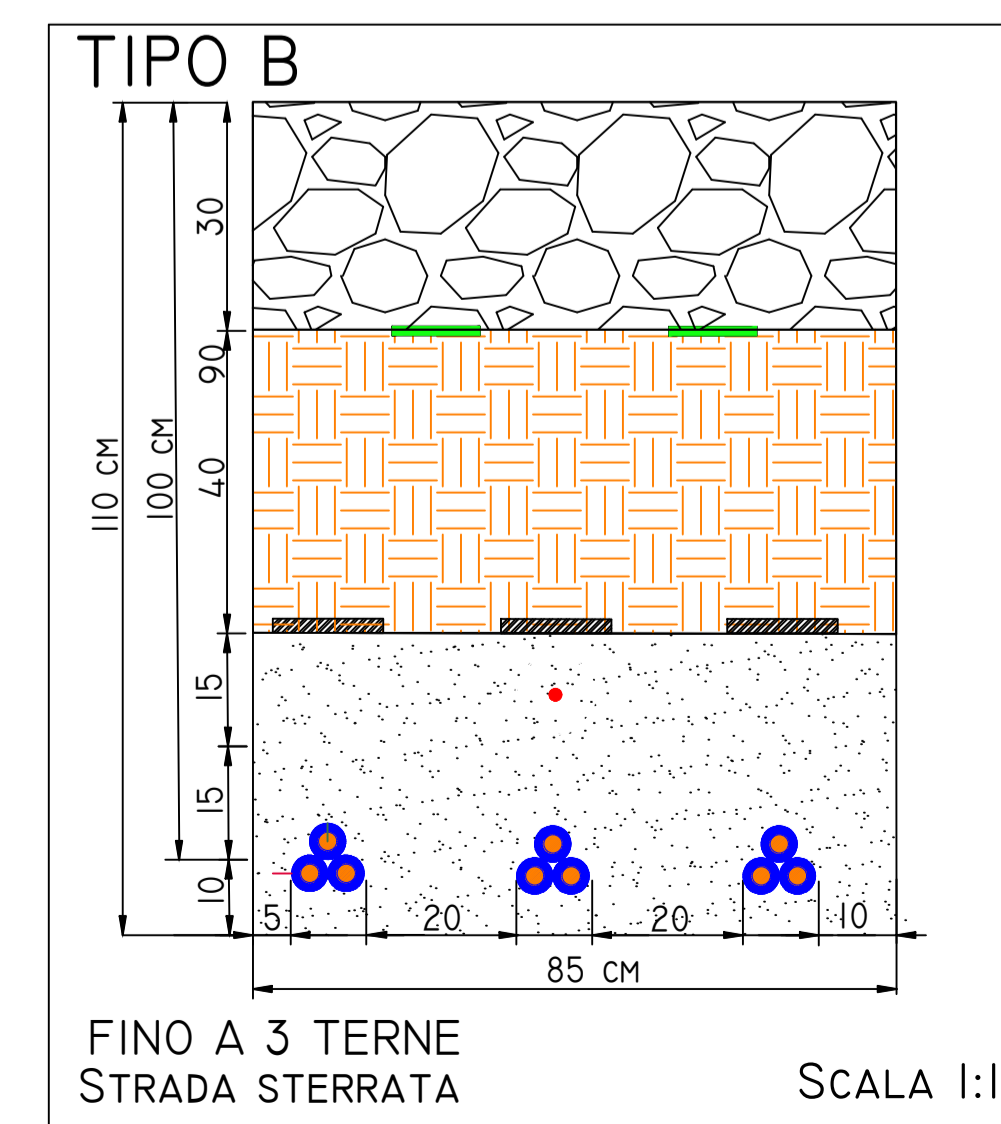 TIPO B
30
90
40
15
15
10
110 CM
100 CM
5
20
20
10
85 CM
FINO A 3 TERNE
STRADA STERRATA
SCALA 1:1